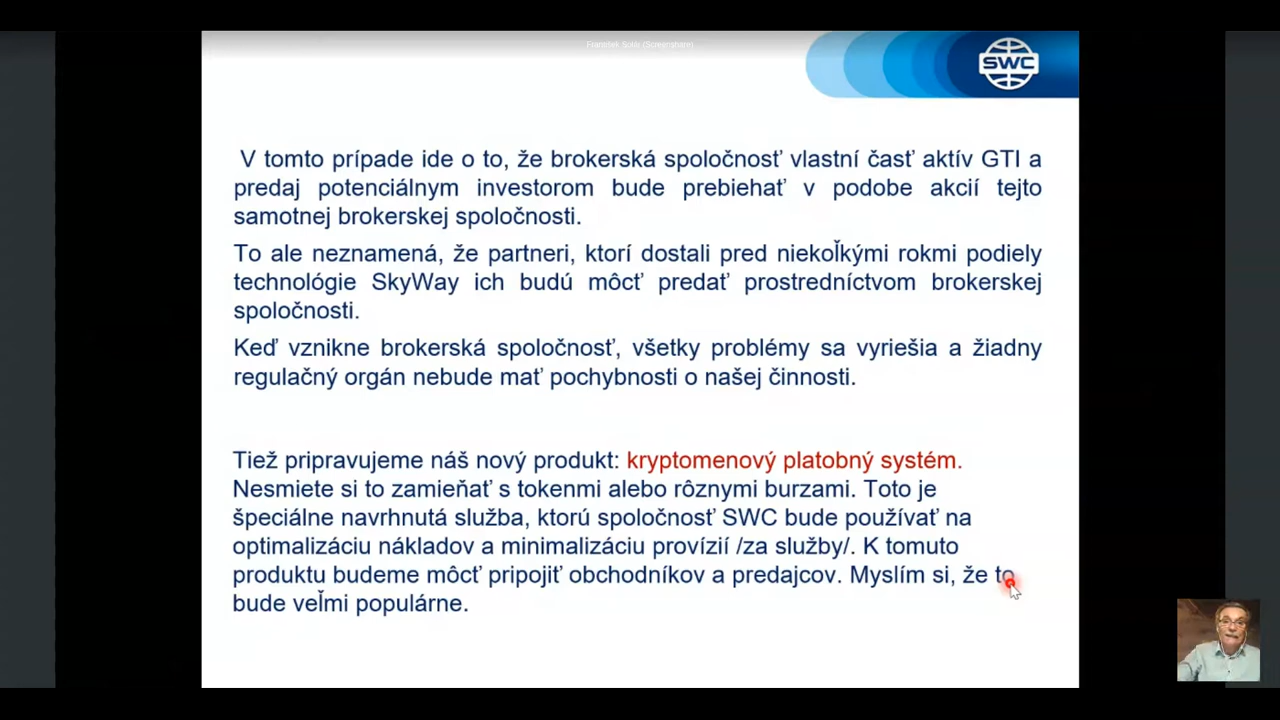 František Solár (Screenshare)
SWC
V tomto prípade ide o to, že brokerská spoločnosť vlastní časť aktív GTI a
predaj potenciálnym investorom bude prebiehať v podobe akcií tejto
samotnej brokerskej spoločnosti.
To ale neznamená, že partneri, ktorí dostali pred niekoľkými rokmi podiely
technológie SkyWay ich budú môcť predať prostredníctvom brokerskej
spoločnosti.
Keď vznikne brokerská spoločnosť, všetky problémy sa vyriešia a žiadny
regulačný orgán nebude mať pochybnosti o našej činnosti.
Tiež pripravujeme náš nový produkt: kryptomenový platobný systém.
Nesmiete si to zamieňať s tokenmi alebo rôznymi burzami. Toto je
špeciálne navrhnutá služba, ktorú spoločnosť SWC bude používať na
optimalizáciu nákladov a minimalizáciu provízií /za služby/. K tomuto
produktu budeme môcť pripojiť obchodníkov a predajcov. Myslím si, že to
bude veľmi populárne.